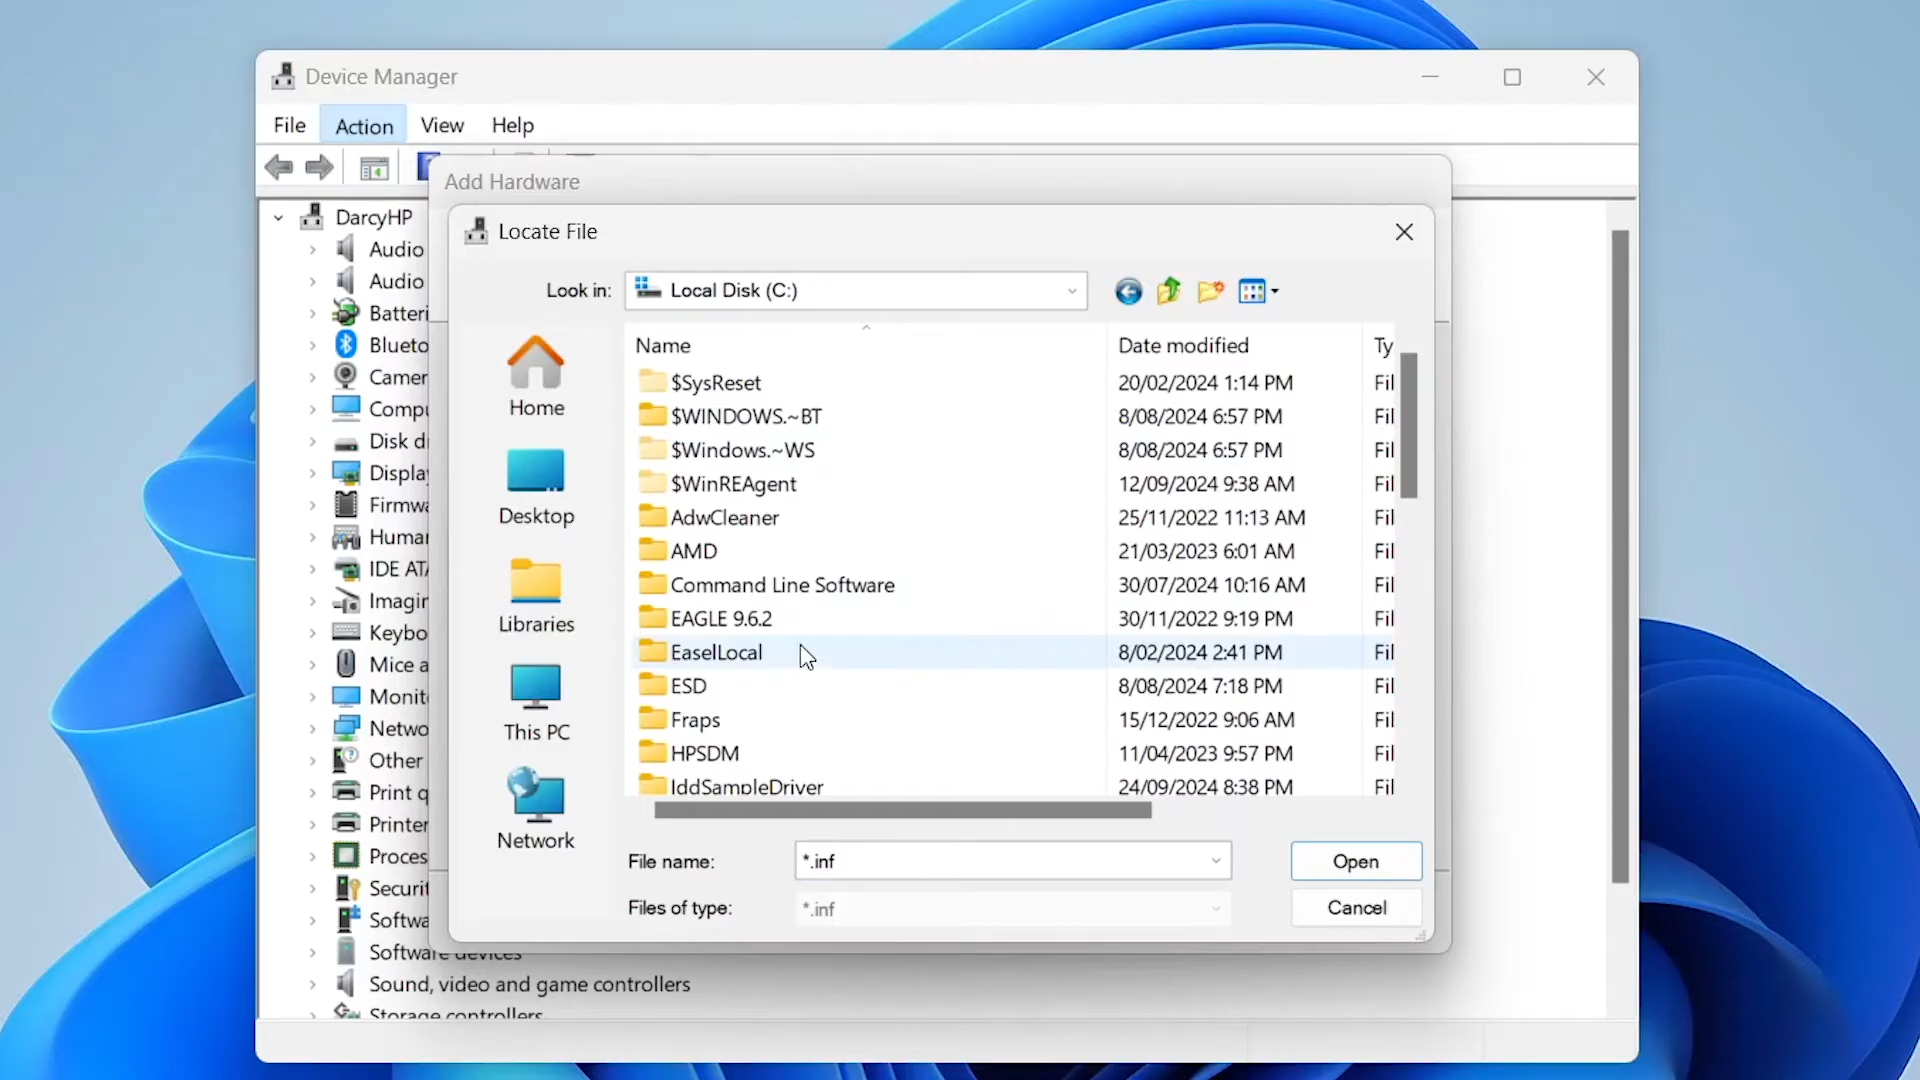 Device Manager
File Action View Help
Add Hardware
DarcyHP
Audio
Audio
Batteri
Blueto
Camer
Compu
Disk d
Display
Firmwa
Human
IDE ATA
Imagin
Keybo
Mice a
Monit
Netwo
Other
Print q
Printer
Proces
Securit
Softwa
Software devices
Sound, video and game controllers
Storage controllers
Locate File
Look in: Local Disk (C:)
Home
Desktop
Libraries
This PC
Network
Name Date modified Ty
$SysReset 20/02/2024 1:14 PM Fil
$WINDOWS.~BT 8/08/2024 6:57 PM Fil
$Windows.~WS 8/08/2024 6:57 PM Fil
$WinREAgent 12/09/2024 9:38 AM Fil
AdwCleaner 25/11/2022 11:13 AM Fil
AMD 21/03/2023 6:01 AM Fil
Command Line Software 30/07/2024 10:16 AM Fil
EAGLE 9.6.2 30/11/2022 9:19 PM Fil
EaselLocal 8/02/2024 2:41 PM Fil
ESD 8/08/2024 7:18 PM Fil
Fraps 15/12/2022 9:06 AM Fil
HPSDM 11/04/2023 9:57 PM Fil
IddSampleDriver 24/09/2024 8:38 PM Fil
File name: *.inf Open
Files of type: *.inf Cancel